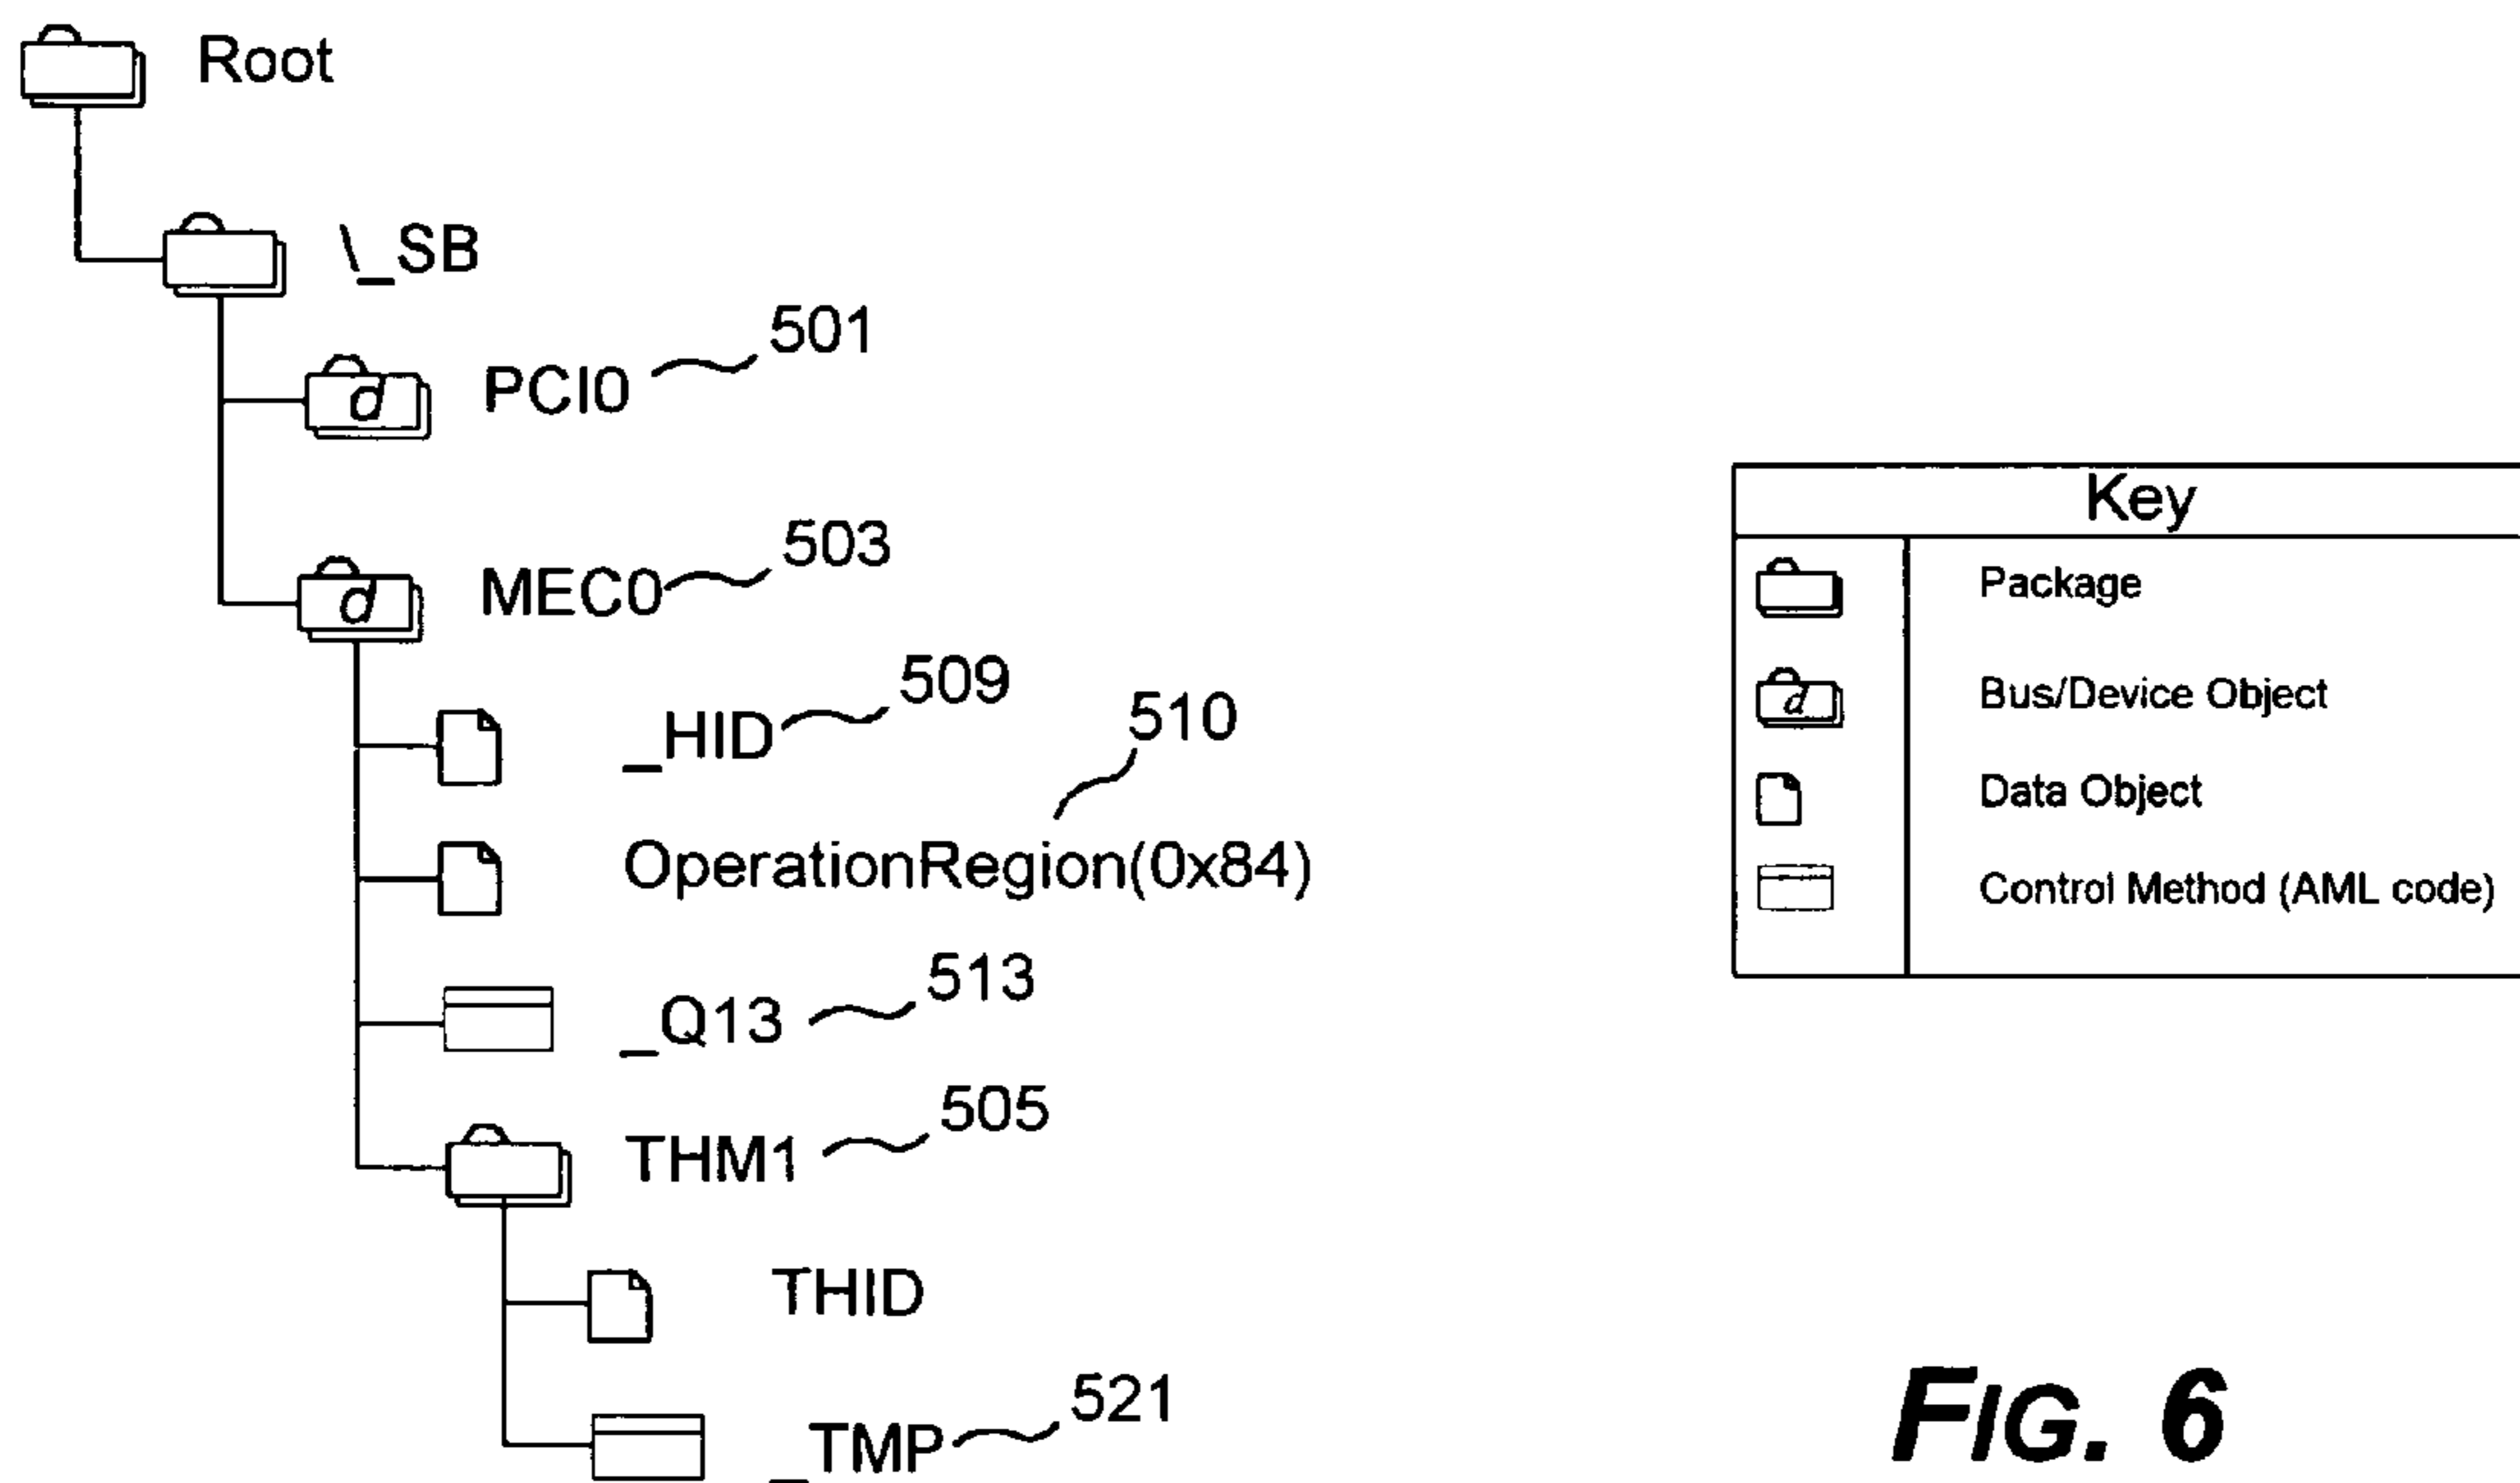 Root
\_SB
PCI0 501
MEC0 503
_HID 509
OperationRegion(0x84) 510
_Q13 513
THM1 505
THID
_TMP 521
Key
Package
d Bus/Device Object
Data Object
Control Method (AML code)
FIG. 6